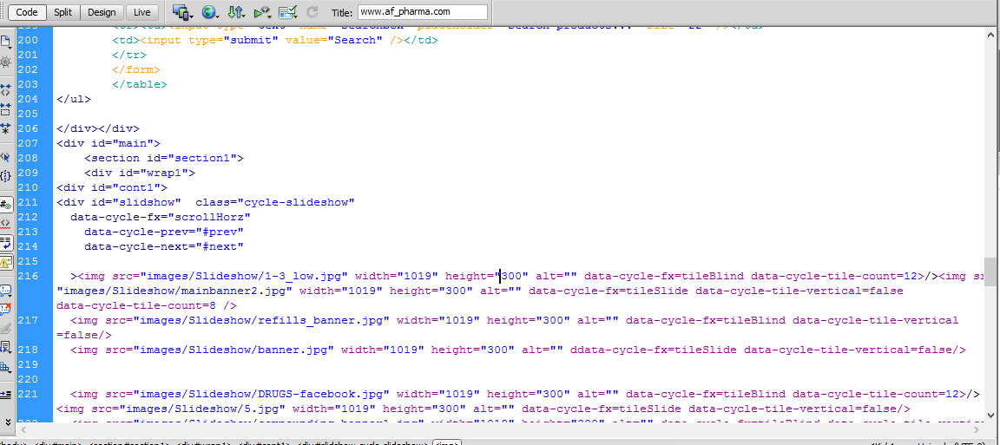 Code Split Design Live Title: www.af_pharma.com
200 <td><input type="submit" value="Search" /></td>
201 </tr>
202 </form>
203 </table>
204 </ul>
205
206 </div></div>
207 <div id="main">
208 <section id="section1">
209 <div id="wrap1">
210 <div id="cont1">
211 <div id="slidshow"  class="cycle-slideshow"
212 data-cycle-fx="scrollHorz"
213 data-cycle-prev="#prev"
214 data-cycle-next="#next"
215
216 ><img src="images/Slideshow/1-3_low.jpg" width="1019" height="300" alt="" data-cycle-fx=tileBlind data-cycle-tile-count=12>/><img sr
"images/Slideshow/mainbanner2.jpg" width="1019" height="300" alt="" data-cycle-fx=tileSlide data-cycle-tile-vertical=false
data-cycle-tile-count=8 />
217 <img src="images/Slideshow/refills_banner.jpg" width="1019" height="300" alt="" data-cycle-fx=tileBlind data-cycle-tile-vertical
=false/>
218 <img src="images/Slideshow/banner.jpg" width="1019" height="300" alt="" ddata-cycle-fx=tileSlide data-cycle-tile-vertical=false/>
219
220
221 <img src="images/Slideshow/DRUGS-facebook.jpg" width="1019" height="300" alt="" data-cycle-fx=tileBlind data-cycle-tile-count=12>/>
<img src="images/Slideshow/5.jpg" width="1019" height="300" alt="" data-cycle-fx=tileSlide data-cycle-tile-vertical=false/>